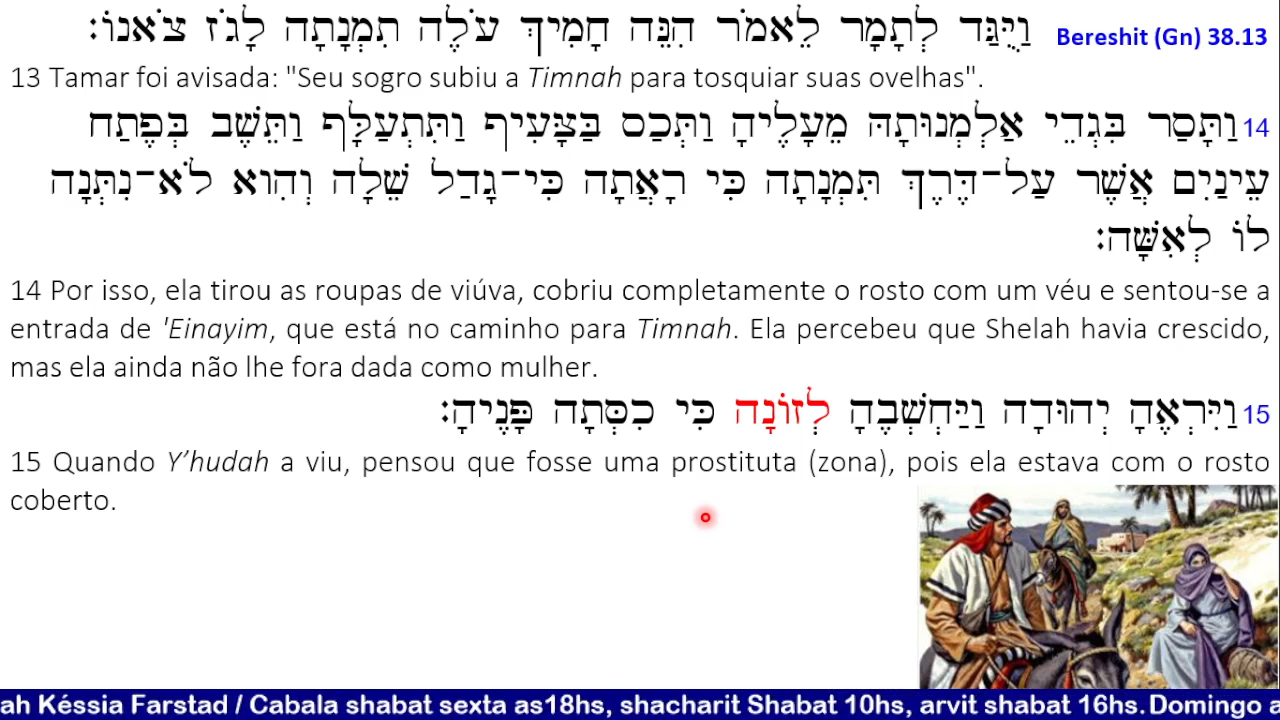 וַיֻּגַּד לְתָמָר לֵאמֹר הִנֵּה חָמִיךְ עֹלֶה תִמְנָתָה לָגֹז צֹאנוֹ׃ Bereshit (Gn) 38.13
13 Tamar foi avisada: "Seu sogro subiu a Timnah para tosquiar suas ovelhas".
14 וַתָּסַר בִּגְדֵי אַלְמְנוּתָהּ מֵעָלֶיהָ וַתְּכַס בַּצָּעִיף וַתִּתְעַלָּף וַתֵּשֶׁב בְּפֶתַח
עֵינַיִם אֲשֶׁר עַל־דֶּרֶךְ תִּמְנָתָה כִּי רָאֲתָה כִּי־גָדַל שֵׁלָה וְהִוא לֹא־נִתְּנָה
לוֹ לְאִשָּׁה׃
14 Por isso, ela tirou as roupas de viúva, cobriu completamente o rosto com um véu e sentou-se a
entrada de 'Einayim, que está no caminho para Timnah. Ela percebeu que Shelah havia crescido,
mas ela ainda não lhe fora dada como mulher.
15 וַיִּרְאֶהָ יְהוּדָה וַיַּחְשְׁבֶהָ לְזוֹנָה כִּי כִסְּתָה פָּנֶיהָ׃
15 Quando Y’hudah a viu, pensou que fosse uma prostituta (zona), pois ela estava com o rosto
coberto.
ah Késsia Farstad / Cabala shabat sexta as18hs, shacharit Shabat 10hs, arvit shabat 16hs. Domingo a